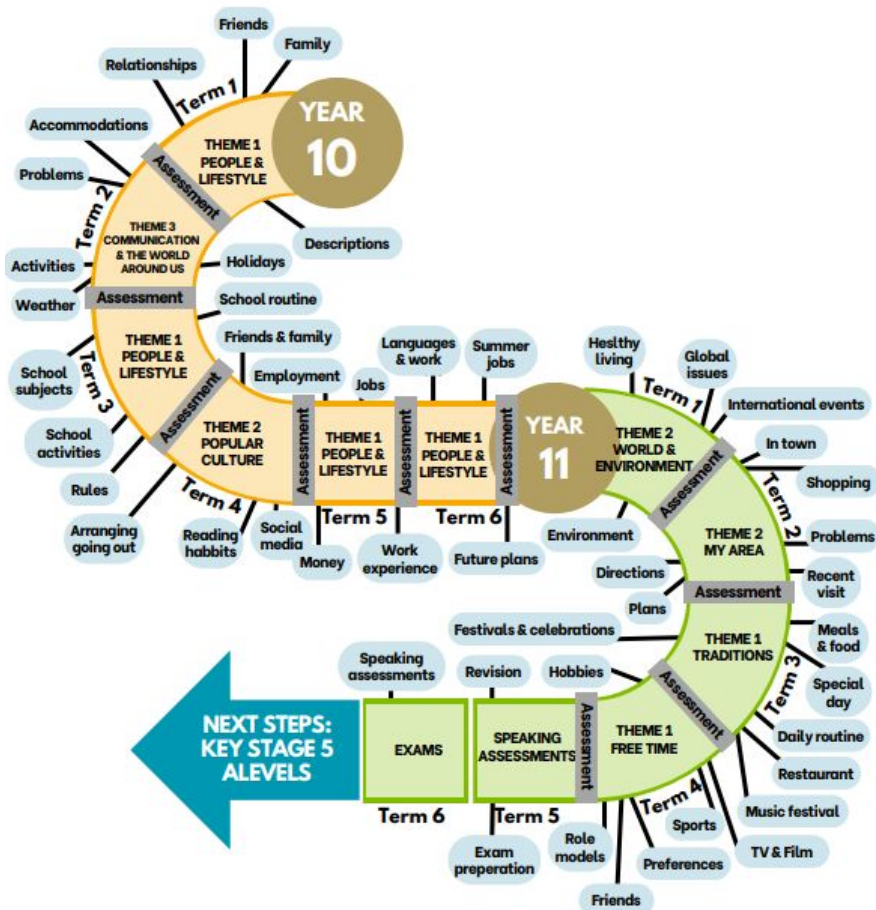 YEAR
10
Friends
Family
Relationships
Term 1
THEME 1
PEOPLE &
LIFESTYLE
Descriptions
Assessment
Accommodations
Problems
Term 2
THEME 3
COMMUNICATION
& THE WORLD
AROUND US
Activities
Holidays
Weather
Assessment
School routine
THEME 1
PEOPLE &
LIFESTYLE
School
subjects
Term 3
School
activities
Rules
Assessment
Friends & family
THEME 2
POPULAR
CULTURE
Arranging
going out
Term 4
Reading
habbits
Social
media
Assessment
Employment
Jobs
THEME 1
PEOPLE &
LIFESTYLE
Term 5
Money
Work
experience
Assessment
Languages
& work
Summer
jobs
THEME 1
PEOPLE &
LIFESTYLE
Term 6
Assessment
Future plans
YEAR
11
Heslthy
living
Term 1
Global
issues
International events
THEME 2
WORLD &
ENVIRONMENT
Environment
Assessment
In town
Shopping
Term 2
THEME 2
MY AREA
Problems
Directions
Recent
visit
Plans
Assessment
Festivals & celebrations
Meals
& food
THEME 1
TRADITIONS
Special
day
Term 3
Daily routine
Restaurant
Assessment
Music festival
Hobbies
THEME 1
FREE TIME
Term 4
TV & Film
Sports
Preferences
Friends
Role
models
Assessment
Revision
SPEAKING
ASSESSMENTS
Term 5
Exam
preperation
Speaking
assessments
EXAMS
Term 6
NEXT STEPS:
KEY STAGE 5
ALEVELS